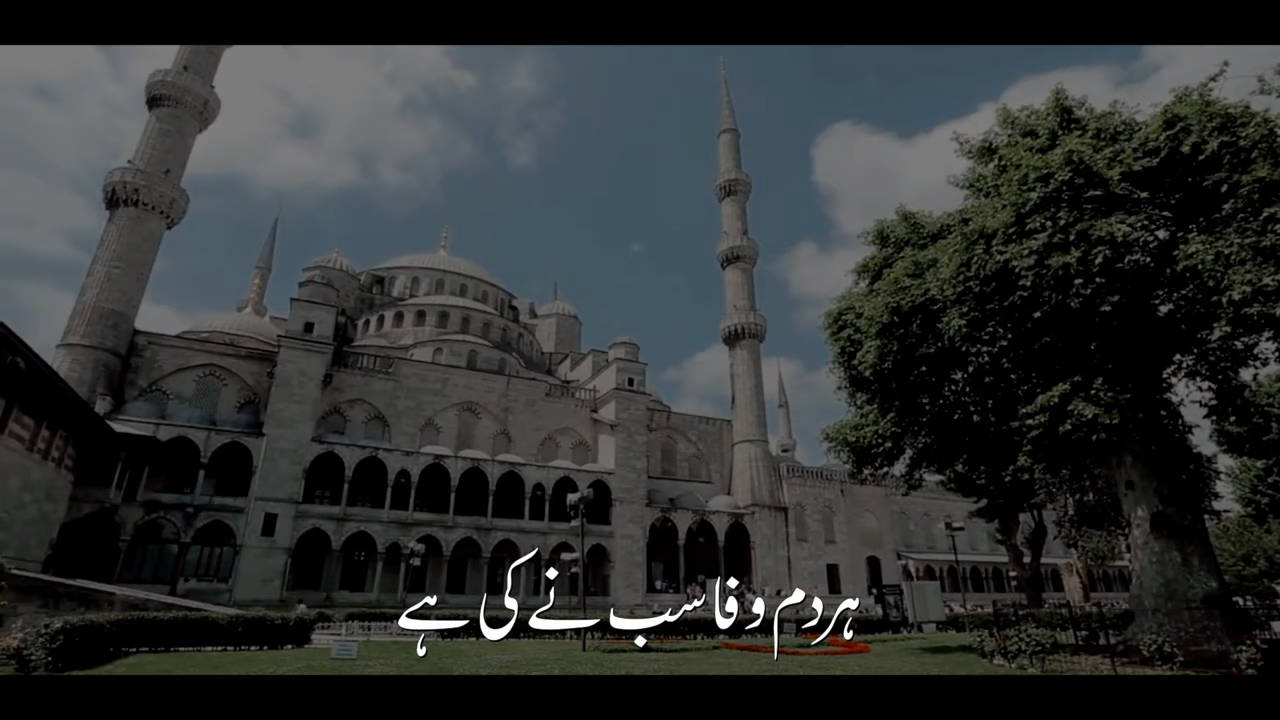 ہر دم وفا سب نے کی ہے